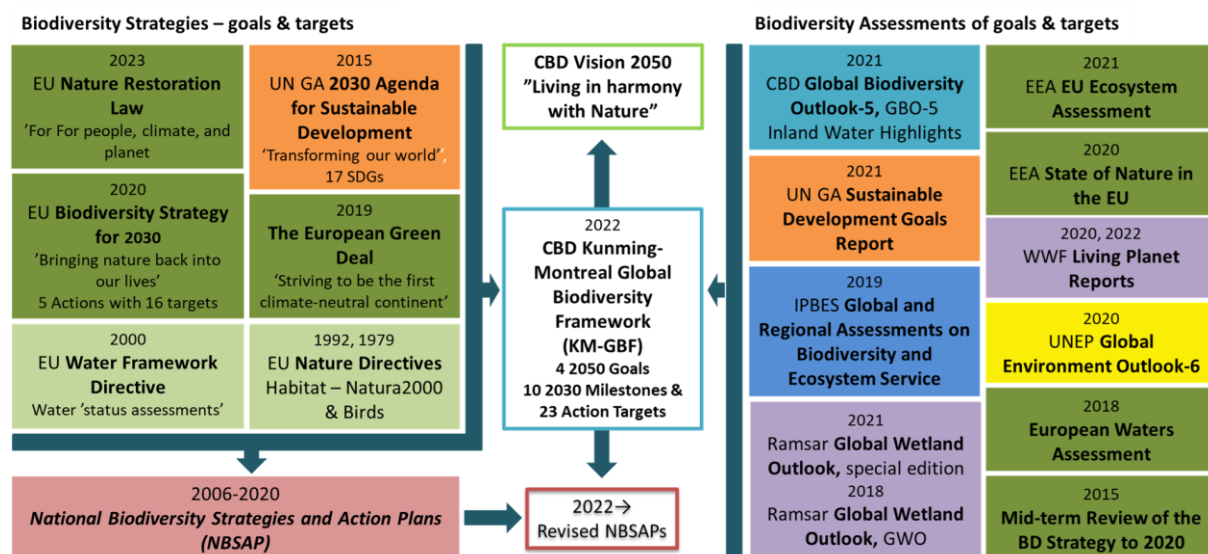 Biodiversity Strategies – goals & targets
2023
EU Nature Restoration
Law
'For For people, climate, and
planet
2020
EU Biodiversity Strategy
for 2030
'Bringing nature back into
our lives'
5 Actions with 16 targets
2000
EU Water Framework
Directive
Water 'status assessments'
2015
UN GA 2030 Agenda
for Sustainable
Development
'Transforming our world',
17 SDGs
2019
The European Green
Deal
'Striving to be the first
climate-neutral continent'
1992, 1979
EU Nature Directives
Habitat – Natura2000
& Birds
2006-2020
National Biodiversity Strategies and Action Plans
(NBSAP)
CBD Vision 2050
"Living in harmony
with Nature"
2022
CBD Kunming-
Montreal Global
Biodiversity
Framework
(KM-GBF)
4 2050 Goals
10 2030 Milestones &
23 Action Targets
2022→
Revised NBSAPs
Biodiversity Assessments of goals & targets
2021
CBD Global Biodiversity
Outlook-5, GBO-5
Inland Water Highlights
2021
UN GA Sustainable
Development Goals
Report
2019
IPBES Global and
Regional Assessments on
Biodiversity and
Ecosystem Service
2021
Ramsar Global Wetland
Outlook, special edition
2018
Ramsar Global Wetland
Outlook, GWO
2021
EEA EU Ecosystem
Assessment
2020
EEA State of Nature in
the EU
2020, 2022
WWF Living Planet
Reports
2020
UNEP Global
Environment Outlook-6
2018
European Waters
Assessment
2015
Mid-term Review of the
BD Strategy to 2020